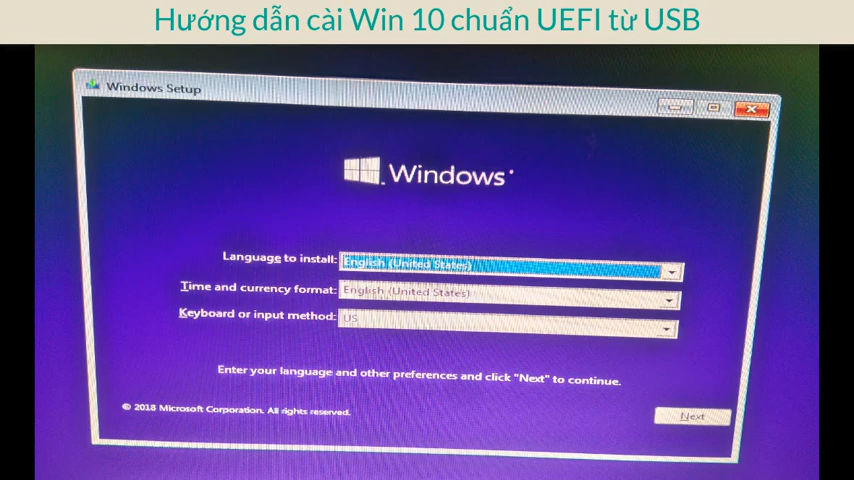 Hướng dẫn cài Win 10 chuẩn UEFI từ USB
Windows Setup
Windows
Language to install: English (United States)
Time and currency format: English (United States)
Keyboard or input method: US
Enter your language and other preferences and click "Next" to continue.
© 2018 Microsoft Corporation. All rights reserved.
Next